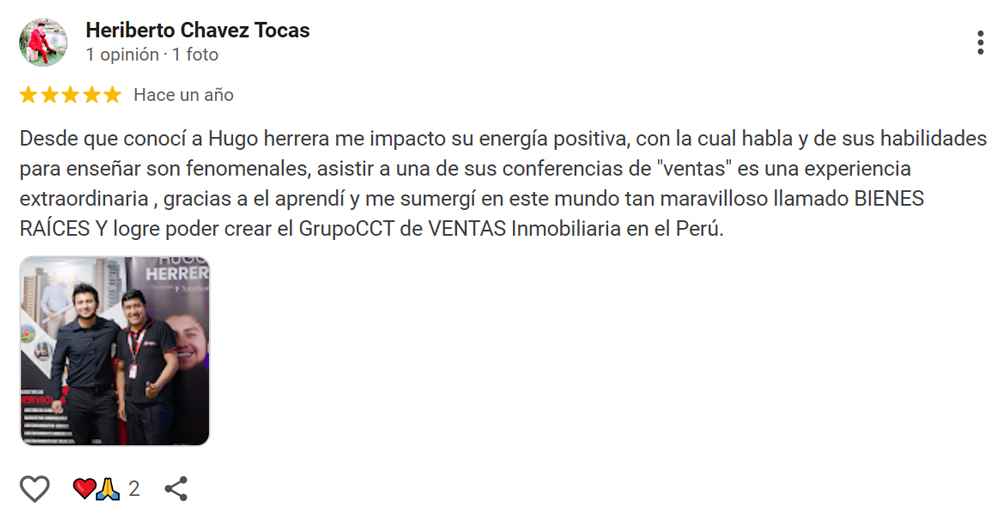 Heriberto Chavez Tocas
1 opinión · 1 foto
Hace un año
Desde que conocí a Hugo herrera me impacto su energía positiva, con la cual habla y de sus habilidades
para enseñar son fenomenales, asistir a una de sus conferencias de "ventas" es una experiencia
extraordinaria , gracias a el aprendí y me sumergí en este mundo tan maravilloso llamado BIENES
RAÍCES Y logre poder crear el GrupoCCT de VENTAS Inmobiliaria en el Perú.
HUGO
HERRER
2